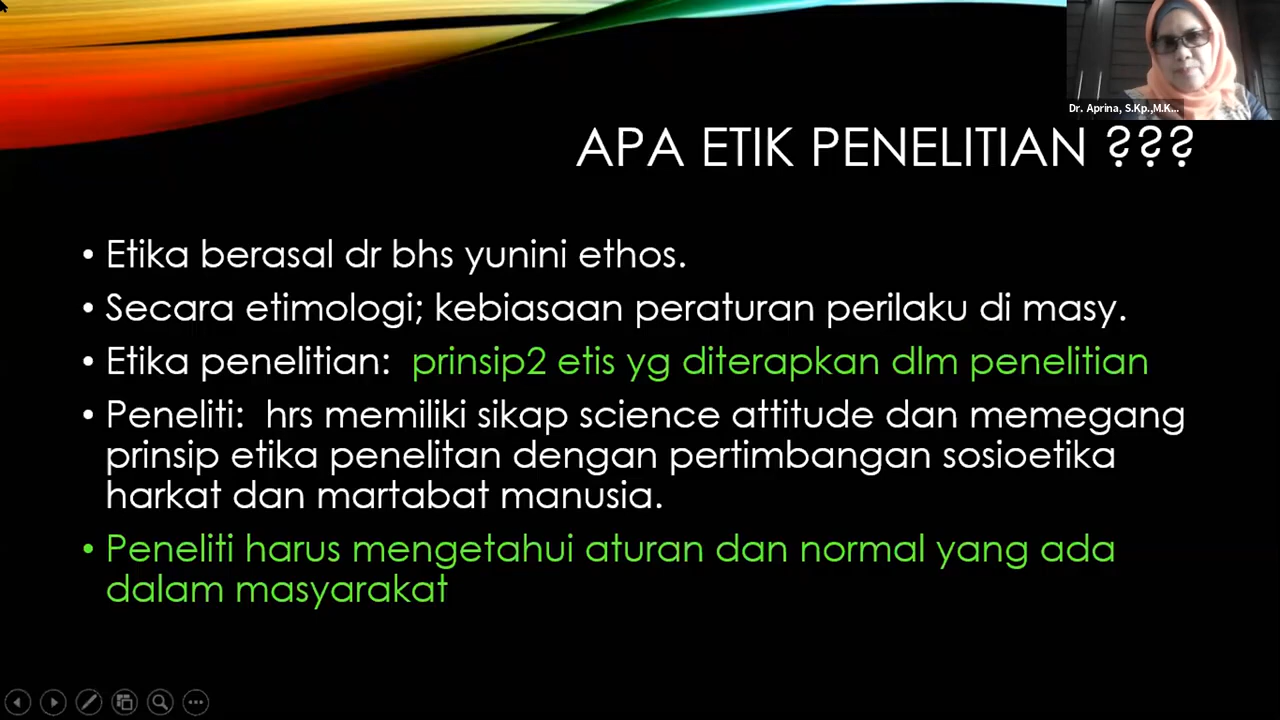 Dr. Aprina, S.Kp.,M.K...
APA ETIK PENELITIAN ???
• Etika berasal dr bhs yunini ethos.
• Secara etimologi; kebiasaan peraturan perilaku di masy.
• Etika penelitian: prinsip2 etis yg diterapkan dlm penelitian
• Peneliti: hrs memiliki sikap science attitude dan memegang
prinsip etika penelitan dengan pertimbangan sosioetika
harkat dan martabat manusia.
• Peneliti harus mengetahui aturan dan normal yang ada
dalam masyarakat